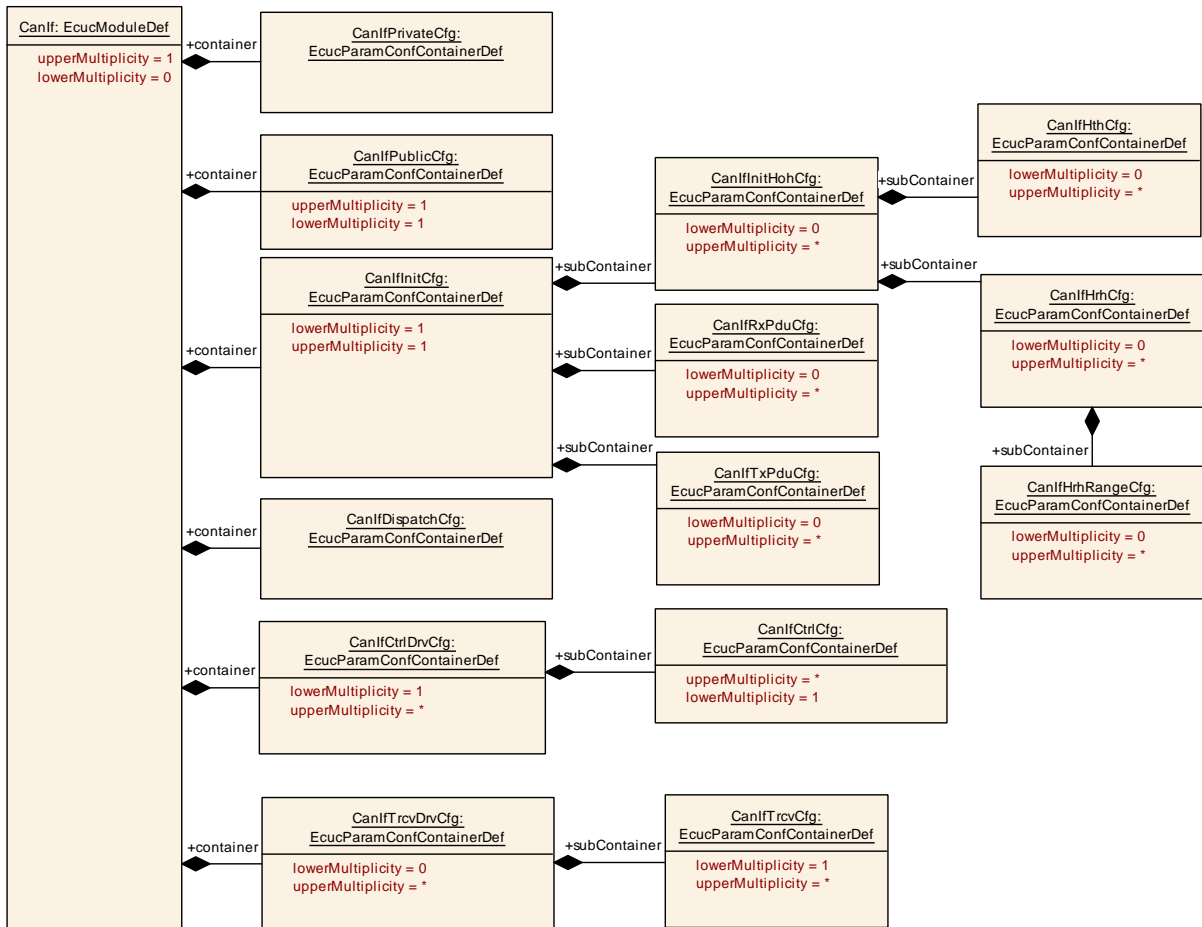 CanIf: EcucModuleDef
upperMultiplicity = 1
lowerMultiplicity = 0
+container
CanIfPrivateCfg:
EcucParamConfContainerDef
+container
CanIfPublicCfg:
EcucParamConfContainerDef
upperMultiplicity = 1
lowerMultiplicity = 1
+container
CanIfInitCfg:
EcucParamConfContainerDef
lowerMultiplicity = 1
upperMultiplicity = 1
+subContainer
CanIfInitHohCfg:
EcucParamConfContainerDef
lowerMultiplicity = 0
upperMultiplicity = *
+subContainer
CanIfHthCfg:
EcucParamConfContainerDef
lowerMultiplicity = 0
upperMultiplicity = *
+subContainer
CanIfHrhCfg:
EcucParamConfContainerDef
lowerMultiplicity = 0
upperMultiplicity = *
+subContainer
CanIfHrhRangeCfg:
EcucParamConfContainerDef
lowerMultiplicity = 0
upperMultiplicity = *
+subContainer
CanIfRxPduCfg:
EcucParamConfContainerDef
lowerMultiplicity = 0
upperMultiplicity = *
+subContainer
CanIfTxPduCfg:
EcucParamConfContainerDef
lowerMultiplicity = 0
upperMultiplicity = *
+container
CanIfDispatchCfg:
EcucParamConfContainerDef
+container
CanIfCtrlDrvCfg:
EcucParamConfContainerDef
lowerMultiplicity = 1
upperMultiplicity = *
+subContainer
CanIfCtrlCfg:
EcucParamConfContainerDef
upperMultiplicity = *
lowerMultiplicity = 1
+container
CanIfTrcvDrvCfg:
EcucParamConfContainerDef
lowerMultiplicity = 0
upperMultiplicity = *
+subContainer
CanIfTrcvCfg:
EcucParamConfContainerDef
lowerMultiplicity = 1
upperMultiplicity = *